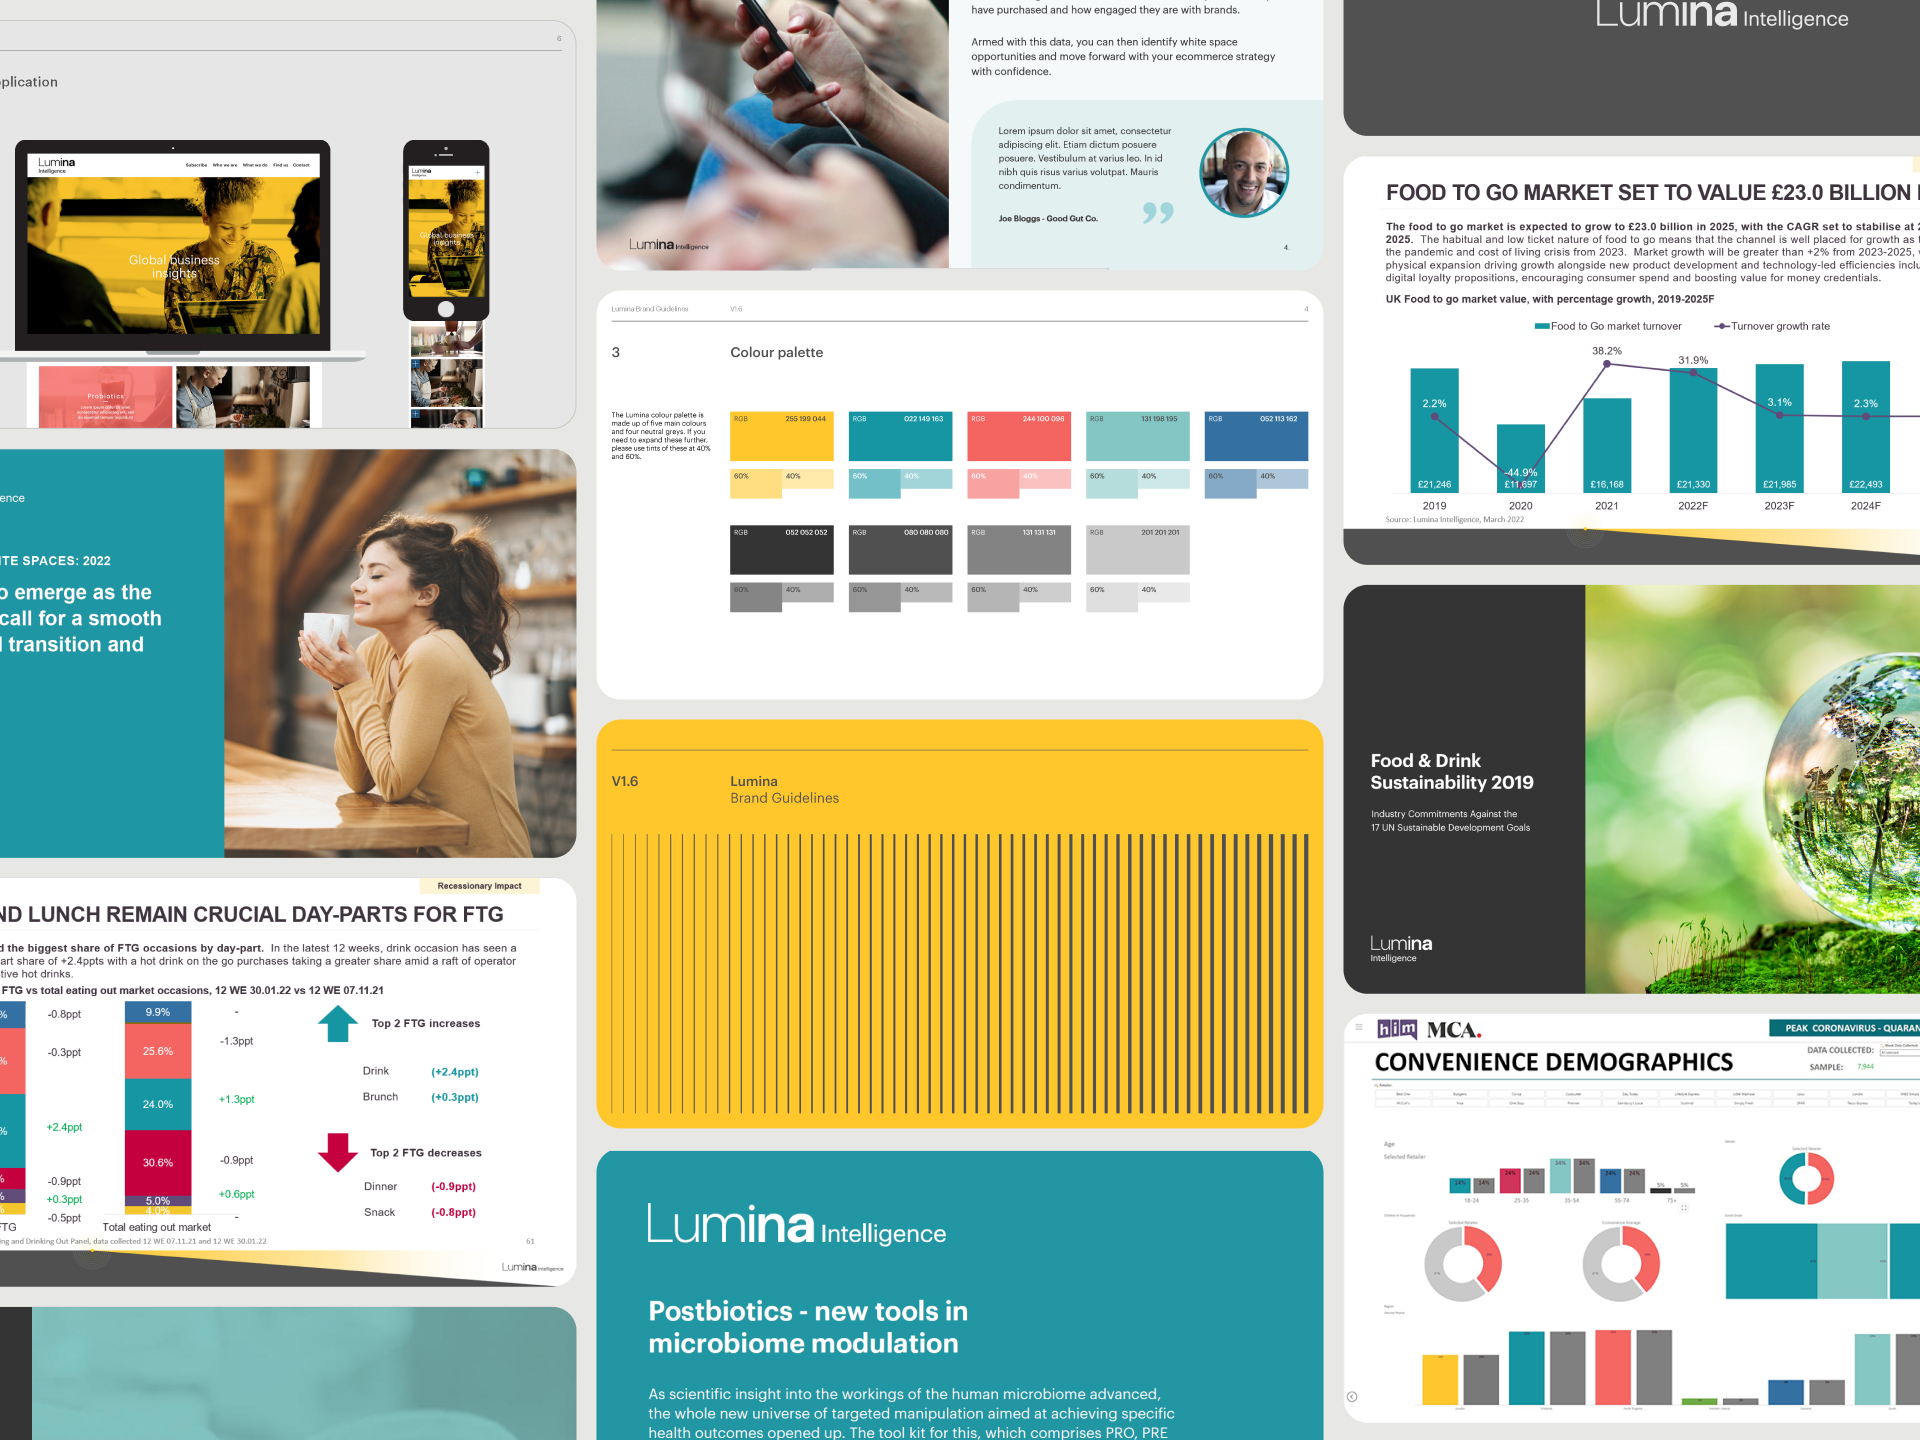 6
plication
Lumina
Intelligence
Subscribe Who we are What we do Find us Contact
Global business
insights
Lumina
Global business
insights
Probiotics
ence
TE SPACES: 2022
o emerge as the
call for a smooth
transition and
Recessionary Impact
ND LUNCH REMAIN CRUCIAL DAY-PARTS FOR FTG
d the biggest share of FTG occasions by day-part. In the latest 12 weeks, drink occasion has seen a
art share of +2.4ppts with a hot drink on the go purchases taking a greater share amid a raft of operator
tive hot drinks.
FTG vs total eating out market occasions, 12 WE 30.01.22 vs 12 WE 07.11.21
% -0.8ppt 9.9% -
-1.3ppt
% -0.3ppt 25.6%
24.0% +1.3ppt
% +2.4ppt
30.6% -0.9ppt
% -0.9ppt
% +0.3ppt 5.0% +0.6ppt
-0.5ppt 4.0% -
FTG Total eating out market
Top 2 FTG increases
Drink (+2.4ppt)
Brunch (+0.3ppt)
Top 2 FTG decreases
Dinner (-0.9ppt)
Snack (-0.8ppt)
ing and Drinking Out Panel, data collected 12 WE 07.11.21 and 12 WE 30.01.22
61
Lumina Intelligence
have purchased and how engaged they are with brands.
Armed with this data, you can then identify white space
opportunities and move forward with your ecommerce strategy
with confidence.
Lorem ipsum dolor sit amet, consectetur
adipiscing elit. Etiam dictum posuere
posuere. Vestibulum at varius leo. In id
nibh quis risus varius volutpat. Mauris
condimentum.
Joe Bloggs - Good Gut Co.
”
Lumina Intelligence
4.
Lumina Brand Guidelines V1.6 4
3 Colour palette
The Lumina colour palette is
made up of five main colours
and four neutral greys. If you
need to expand these further,
please use tints of these at 40%
and 60%.
RGB 255 199 044 RGB 022 149 163 RGB 244 100 096 RGB 131 198 195 RGB 052 113 162
60% 40% 60% 40% 60% 40% 60% 40% 60% 40%
RGB 052 052 052 RGB 080 080 080 RGB 131 131 131 RGB 201 201 201
60% 40% 60% 40% 60% 40% 60% 40%
V1.6 Lumina
Brand Guidelines
Lumina Intelligence
Postbiotics - new tools in
microbiome modulation
As scientific insight into the workings of the human microbiome advanced,
the whole new universe of targeted manipulation aimed at achieving specific
health outcomes opened up. The tool kit for this, which comprises PRO, PRE
Lumina Intelligence
FOOD TO GO MARKET SET TO VALUE £23.0 BILLION
The food to go market is expected to grow to £23.0 billion in 2025, with the CAGR set to stabilise at 2
2025. The habitual and low ticket nature of food to go means that the channel is well placed for growth as
the pandemic and cost of living crisis from 2023. Market growth will be greater than +2% from 2023-2025,
physical expansion driving growth alongside new product development and technology-led efficiencies inclu
digital loyalty propositions, encouraging consumer spend and boosting value for money credentials.
UK Food to go market value, with percentage growth, 2019-2025F
Food to Go market turnover Turnover growth rate
2.2% -44.9% 38.2% 31.9% 3.1% 2.3%
£21,246 £11,697 £16,168 £21,330 £21,985 £22,493
2019 2020 2021 2022F 2023F 2024F
Source: Lumina Intelligence, March 2022
Food & Drink
Sustainability 2019
Industry Commitments Against the
17 UN Sustainable Development Goals
Lumina
Intelligence
him MCA.
PEAK CORONAVIRUS - QUARAN
CONVENIENCE DEMOGRAPHICS
DATA COLLECTED:
SAMPLE: 7,944
Age
Selected Retailer
14% 14% 24% 24% 34% 34% 24% 24% 5% 5%
18-24 25-35 35-54 55-74 75+
Selected Retailer
Selected Retailer
Convenience Average